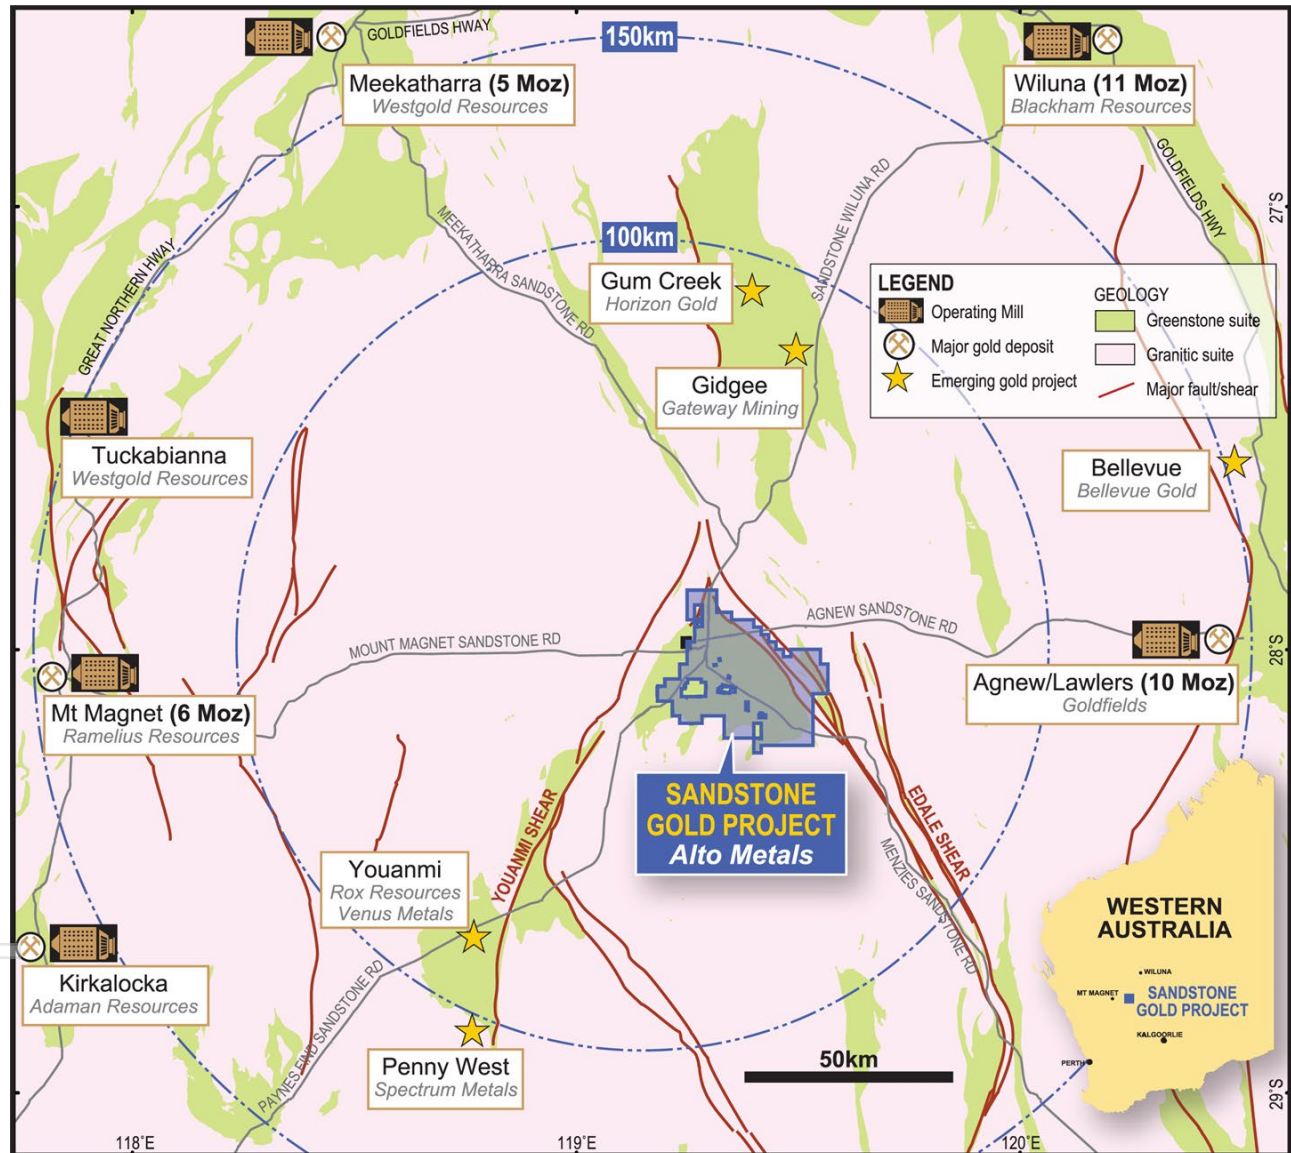 GOLDFIELDS HWAY
150km
Meekatharra (5 Moz)
Westgold Resources
Wiluna (11 Moz)
Blackham Resources
GOLDFIELDS HWY
SANDSTONE WILUNA RD
27°S
MEEKATHARRA SANDSTONE RD
100km
GREAT NORTHERN HWAY
Gum Creek
Horizon Gold
LEGEND
Operating Mill
Major gold deposit
Emerging gold project
GEOLOGY
Greenstone suite
Granitic suite
Major fault/shear
Gidgee
Gateway Mining
Tuckabianna
Westgold Resources
Bellevue
Bellevue Gold
AGNEW SANDSTONE RD
MOUNT MAGNET SANDSTONE RD
28°S
Mt Magnet (6 Moz)
Ramelius Resources
Agnew/Lawlers (10 Moz)
Goldfields
SANDSTONE
GOLD PROJECT
Alto Metals
YOUANMI SHEAR
EDALE SHEAR
MENZIES SANDSTONE RD
Youanmi
Rox Resources
Venus Metals
Kirkalocka
Adaman Resources
PAYNES FIND SANDSTONE RD
Penny West
Spectrum Metals
50km
WESTERN
AUSTRALIA
WILUNA
MT MAGNET
SANDSTONE
GOLD PROJECT
KALGOORLIE
PERTH
29°S
118°E
119°E
120°E